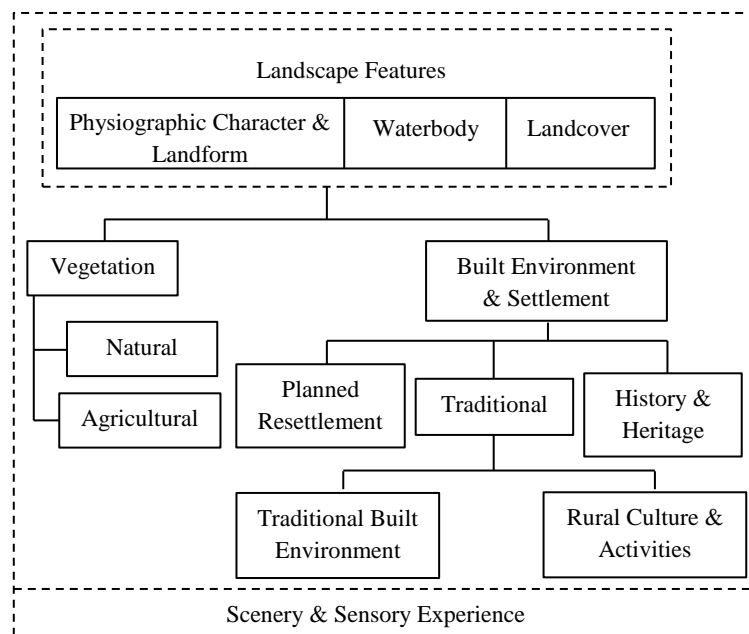 Landscape Features
Physiographic Character &
Landform
Waterbody
Landcover
Vegetation
Built Environment
& Settlement
Natural
Agricultural
Planned
Resettlement
Traditional
History &
Heritage
Traditional Built
Environment
Rural Culture &
Activities
Scenery & Sensory Experience